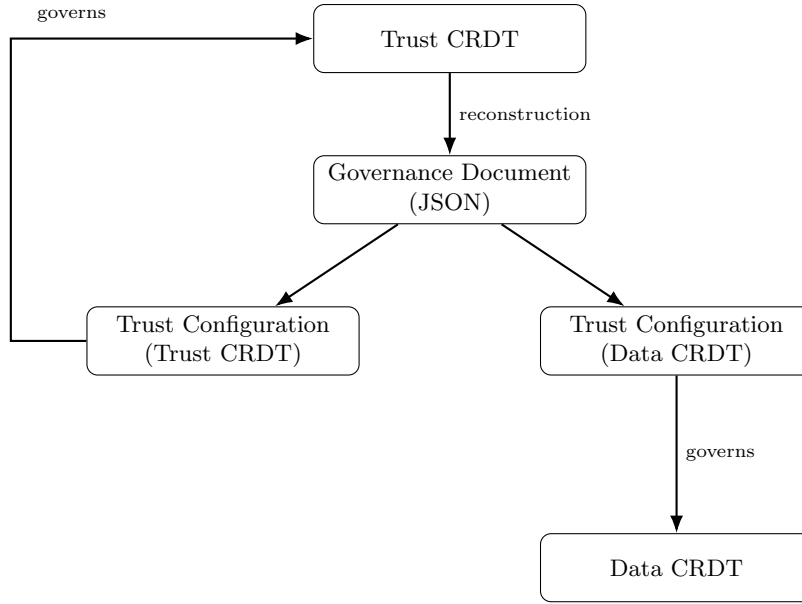 governs
Trust CRDT
reconstruction
Governance Document
(JSON)
Trust Configuration
(Trust CRDT)
Trust Configuration
(Data CRDT)
governs
Data CRDT